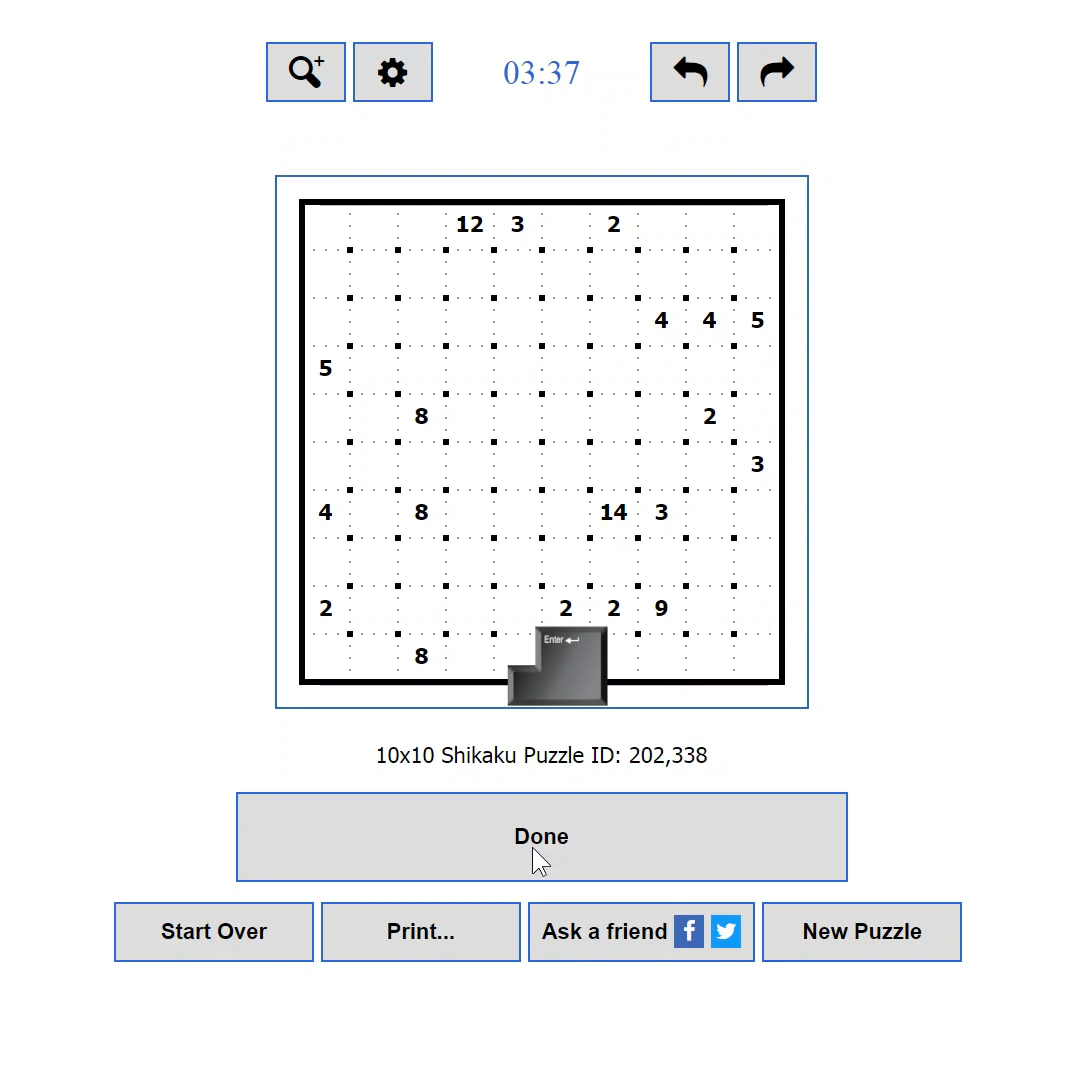 03:37
12 3 2
4 4 5
5
8 2
3
4 8 14 3
2 2 2 9
8
Enter
10x10 Shikaku Puzzle ID: 202,338
Done
Start Over Print... Ask a friend New Puzzle